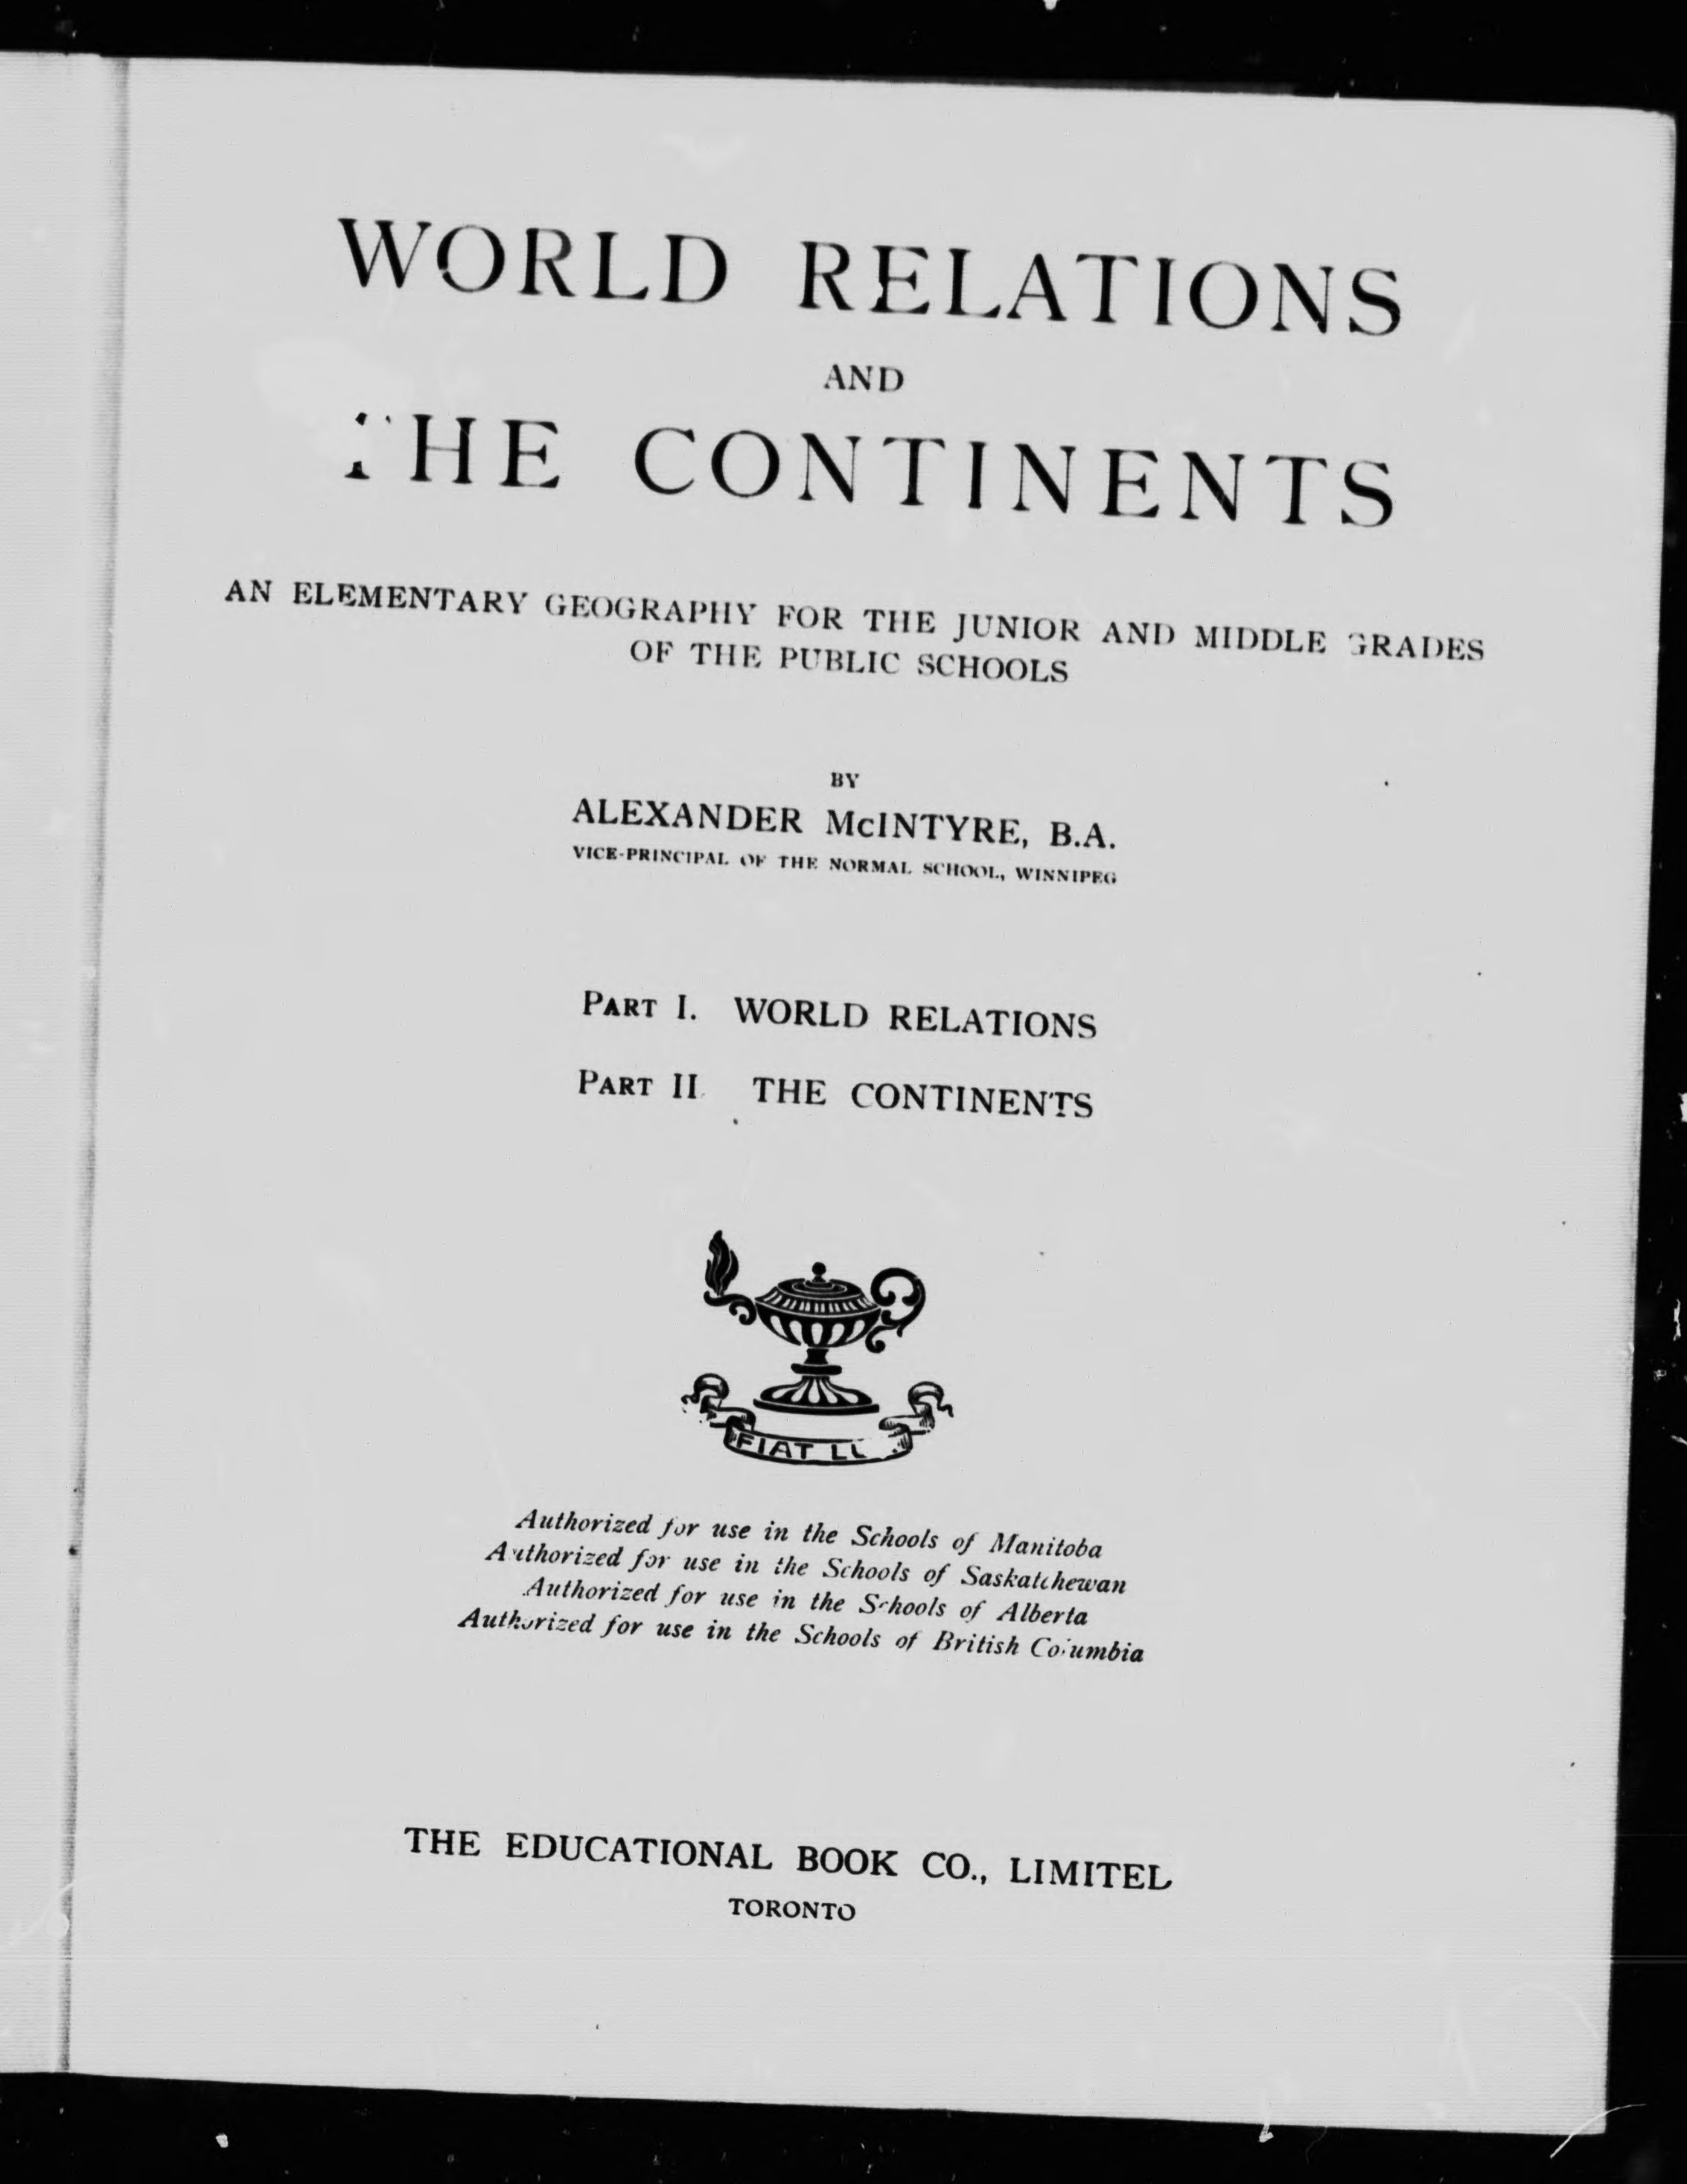 WORLD RELATIONS
AND
THE CONTINENTS
AN ELEMENTARY GEOGRAPHY FOR THE JUNIOR AND MIDDLE GRADES
OF THE PUBLIC SCHOOLS
BY
ALEXANDER McINTYRE, B.A.
VICE-PRINCIPAL OF THE NORMAL SCHOOL, WINNIPEG
PART I. WORLD RELATIONS
PART II. THE CONTINENTS
FIAT
Authorized for use in the Schools of Manitoba
Authorized for use in the Schools of Saskatchewan
Authorized for use in the Schools of Alberta
Authorized for use in the Schools of British Columbia
THE EDUCATIONAL BOOK CO., LIMITED
TORONTO